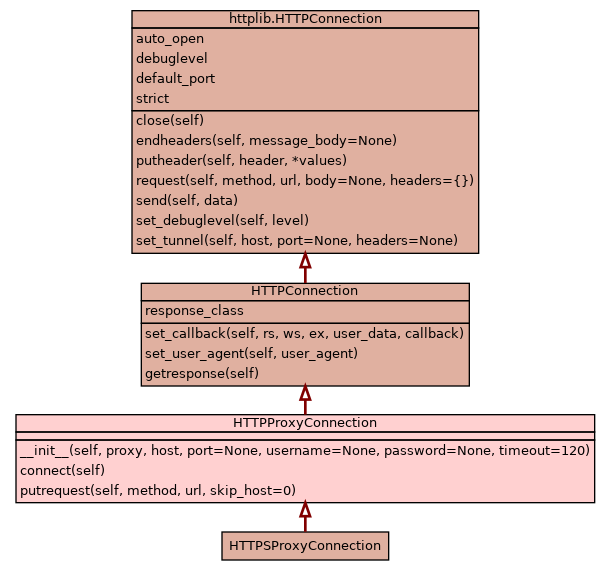 httplib.HTTPConnection
auto_open
debuglevel
default_port
strict
close(self)
endheaders(self, message_body=None)
putheader(self, header, *values)
request(self, method, url, body=None, headers={})
send(self, data)
set_debuglevel(self, level)
set_tunnel(self, host, port=None, headers=None)
HTTPConnection
response_class
set_callback(self, rs, ws, ex, user_data, callback)
set_user_agent(self, user_agent)
getresponse(self)
HTTPProxyConnection
__init__(self, proxy, host, port=None, username=None, password=None, timeout=120)
connect(self)
putrequest(self, method, url, skip_host=0)
HTTPSProxyConnection